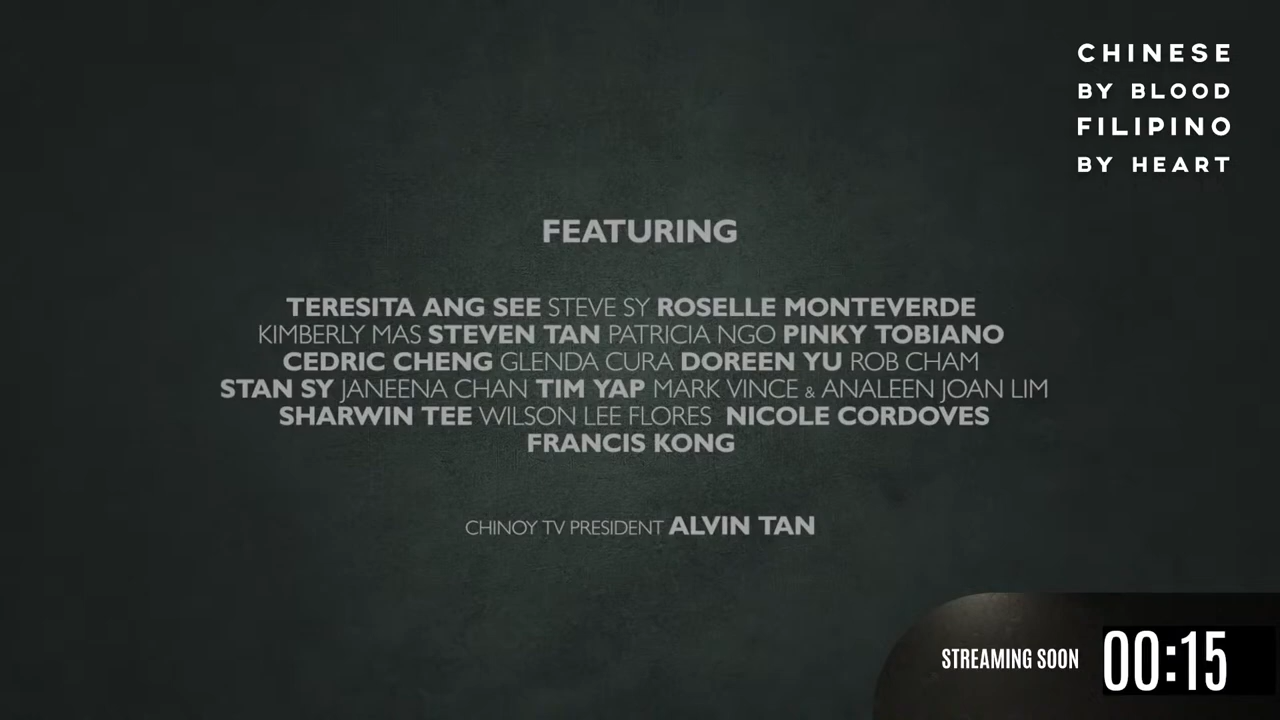 CHINESE
BY BLOOD
FILIPINO
BY HEART
FEATURING
TERESITA ANG SEE STEVE SY ROSELLE MONTEVERDE
KIMBERLY MAS STEVEN TAN PATRICIA NGO PINKY TOBIANO
CEDRIC CHENG GLENDA CURA DOREEN YU ROB CHAM
STAN SY JANEENA CHAN TIM YAP MARK VINCE & ANALEEN JOAN LIM
SHARWIN TEE WILSON LEE FLORES NICOLE CORDOVES
FRANCIS KONG
CHINOY TV PRESIDENT ALVIN TAN
STREAMING SOON 00:15